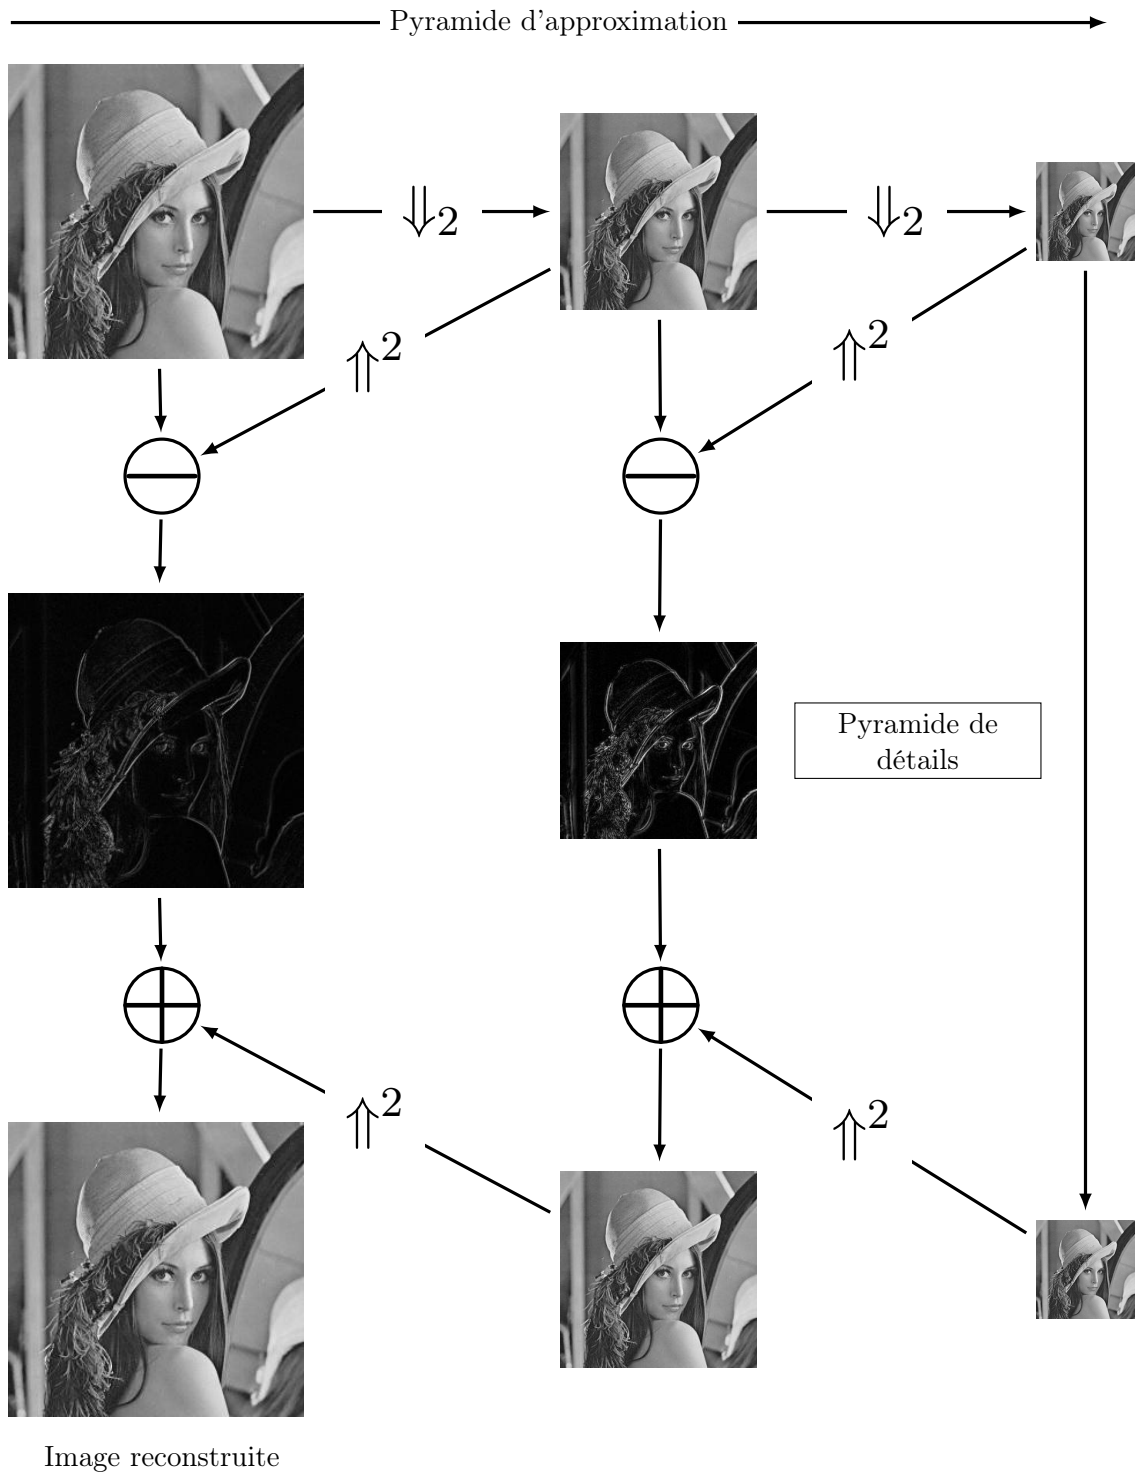 Pyramide d'approximation
⇓2
⇓2
⇑2
⇑2
Pyramide de
détails
⇑2
⇑2
Image reconstruite